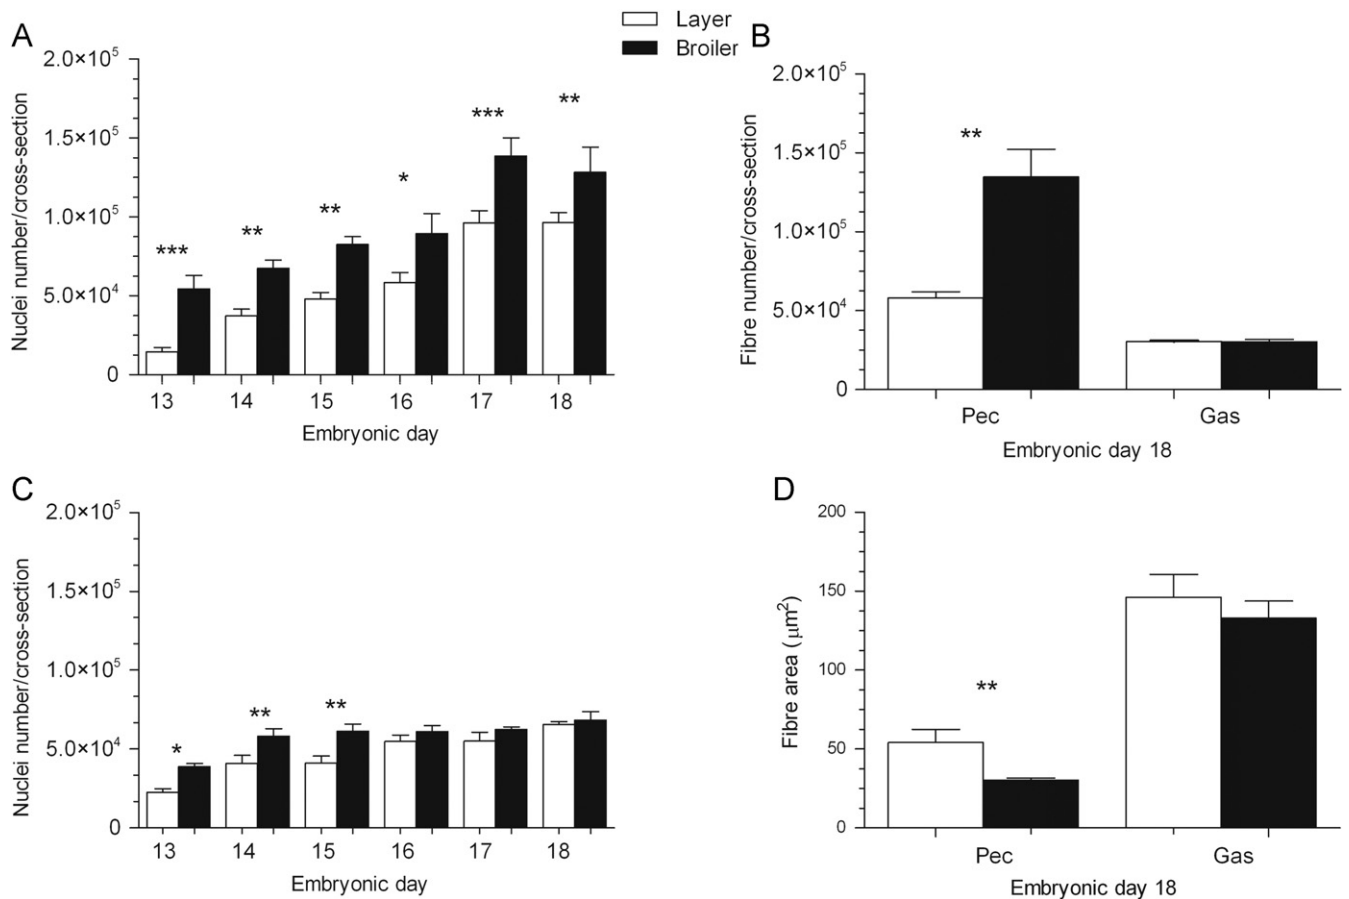 Layer
Broiler
A
2.0×10⁵
1.5×10⁵
1.0×10⁵
5.0×10⁴
0
Nuclei number/cross-section
***
**
**
*
***
**
13 14 15 16 17 18
Embryonic day
B
2.0×10⁵
1.5×10⁵
1.0×10⁵
5.0×10⁴
0
Fibre number/cross-section
**
Pec Gas
Embryonic day 18
C
2.0×10⁵
1.5×10⁵
1.0×10⁵
5.0×10⁴
0
Nuclei number/cross-section
*
**
**
13 14 15 16 17 18
Embryonic day
D
200
150
100
50
0
Fibre area (μm²)
**
Pec Gas
Embryonic day 18